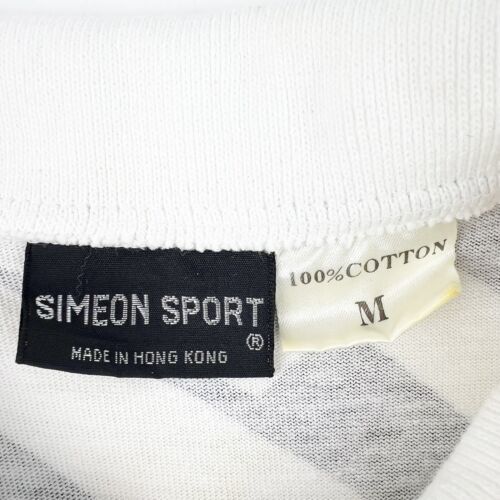 SIMEON SPORT
®
MADE IN HONG KONG
100% COTTON
M